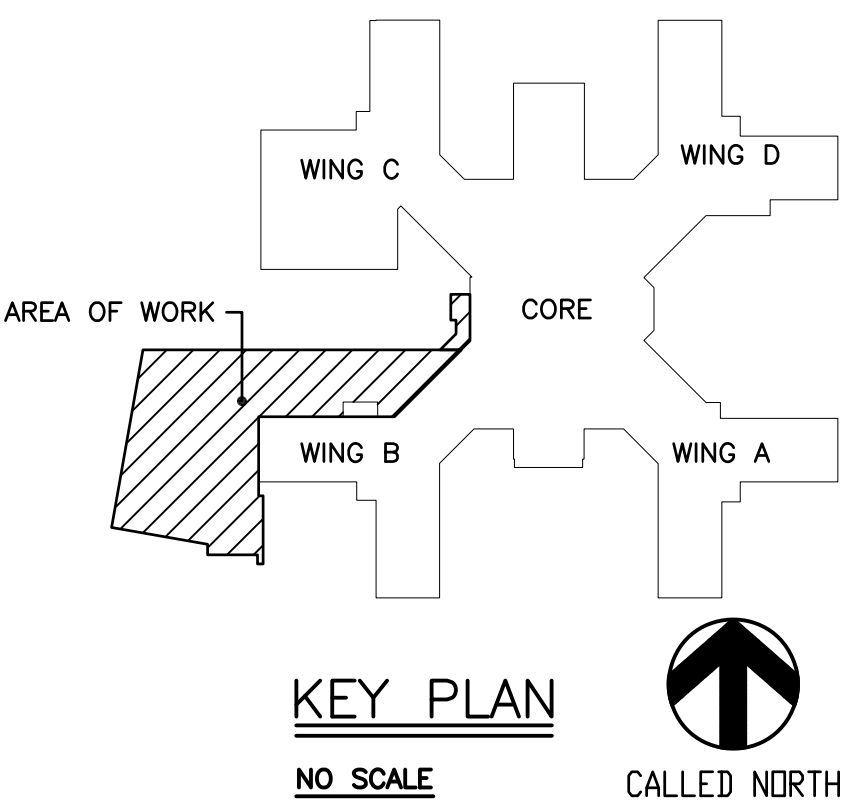 WING C
WING D
AREA OF WORK
CORE
WING B
WING A
KEY PLAN
NO SCALE
CALLED NORTH